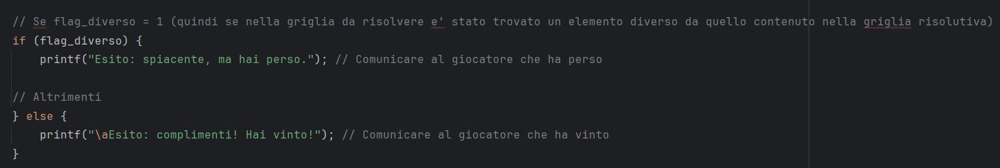 // Se flag_diverso = 1 (quindi se nella griglia da risolvere e' stato trovato un elemento diverso da quello contenuto nella griglia risolutiva)
if (flag_diverso) {
    printf("Esito: spiacente, ma hai perso."); // Comunicare al giocatore che ha perso
// Altrimenti
} else {
    printf("\aEsito: complimenti! Hai vinto!"); // Comunicare al giocatore che ha vinto
}